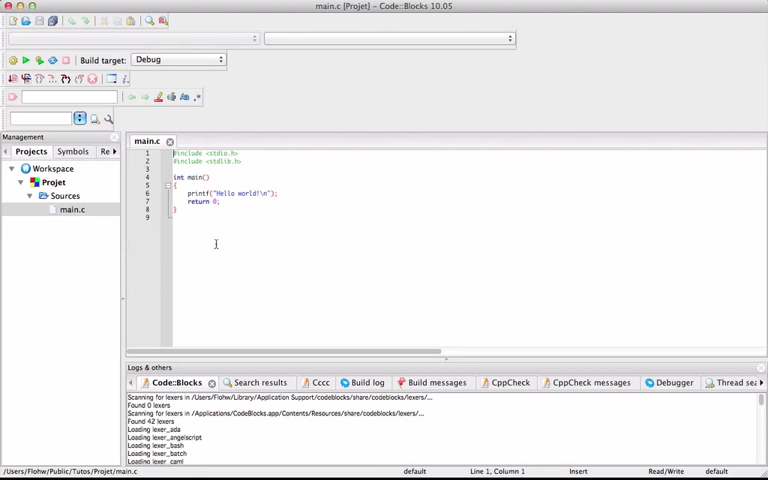 main.c [Projet] – Code::Blocks 10.05
Build target: Debug
Management
Projects Symbols Re
Workspace
Projet
Sources
main.c
main.c
1 #include <stdio.h>
2 #include <stdlib.h>
3
4 int main()
5 {
6 printf("Hello world!\n");
7 return 0;
8 }
9
Logs & others
Code::Blocks Search results Cccc Build log Build messages CppCheck CppCheck messages Debugger Thread sea
Scanning for lexers in /Users/Flohw/Library/Application Support/codeblocks/share/codeblocks/lexers/...
Found 0 lexers
Scanning for lexers in /Applications/CodeBlocks.app/Contents/Resources/share/codeblocks/lexers/...
Found 42 lexers
Loading lexer_ada
Loading lexer_angelscript
Loading lexer_bash
Loading lexer_batch
Loading lexer_caml
/Users/Flohw/Public/Tutos/Projet/main.c default Line 1, Column 1 Insert Read/Write default